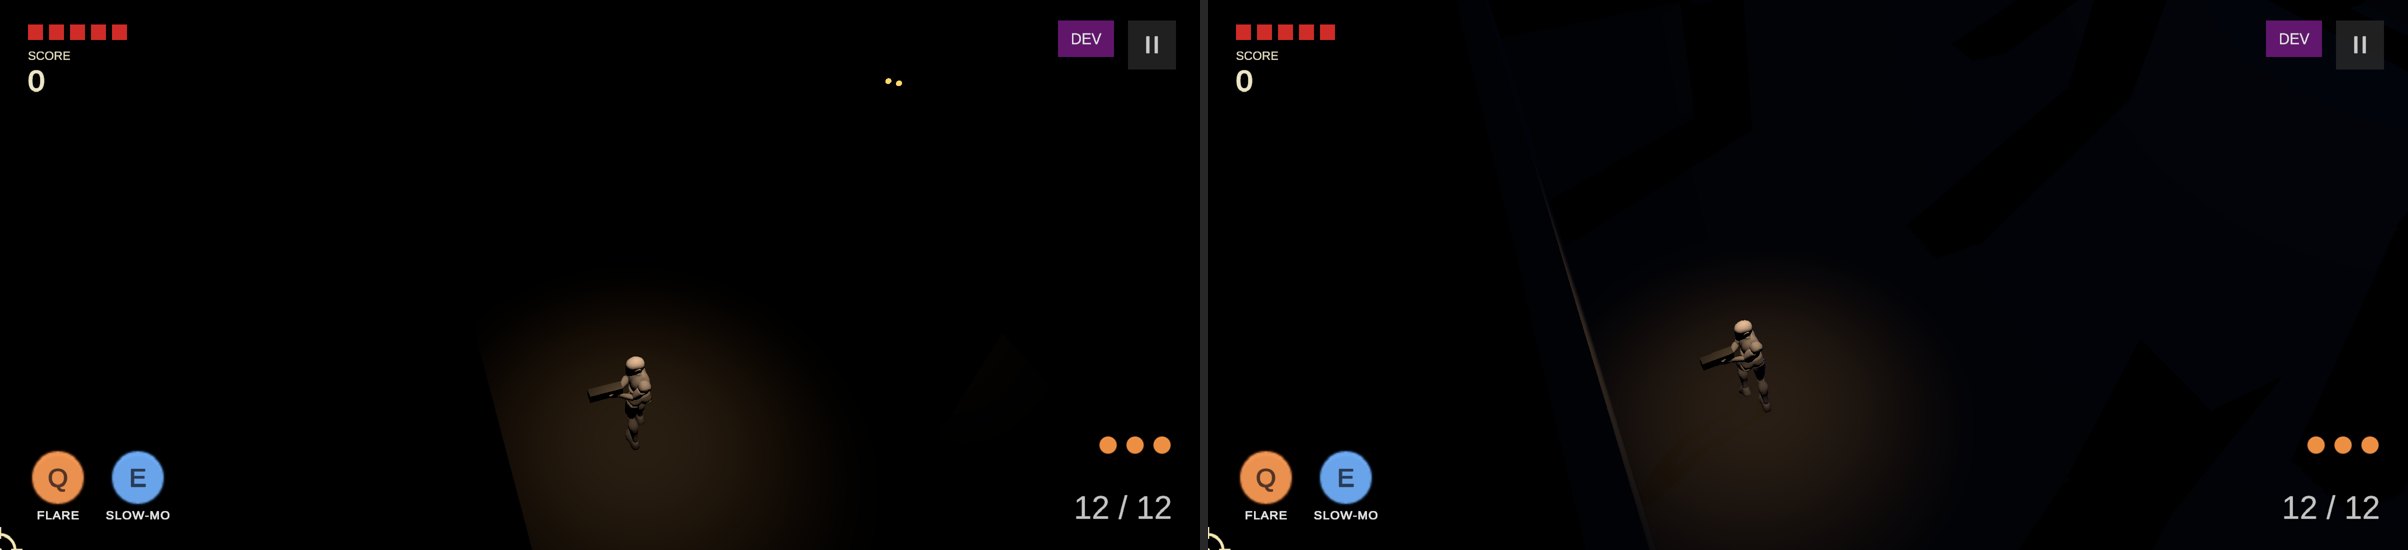 DEV
SCORE
0
Q
E
FLARE
SLOW-MO
12 / 12
DEV
SCORE
0
Q
E
FLARE
SLOW-MO
12 / 12